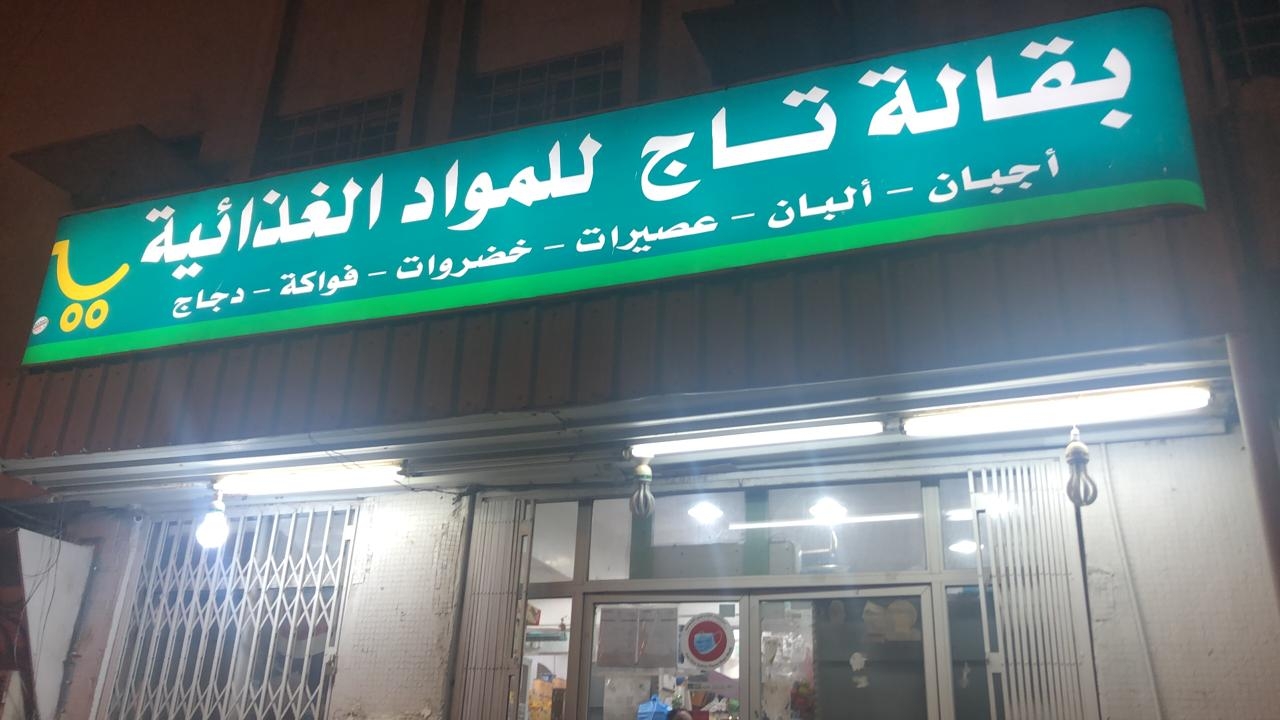 بقالة تاج للمواد الغذائية
أجبان - ألبان - عصيرات - خضروات - فواكة - دجاج